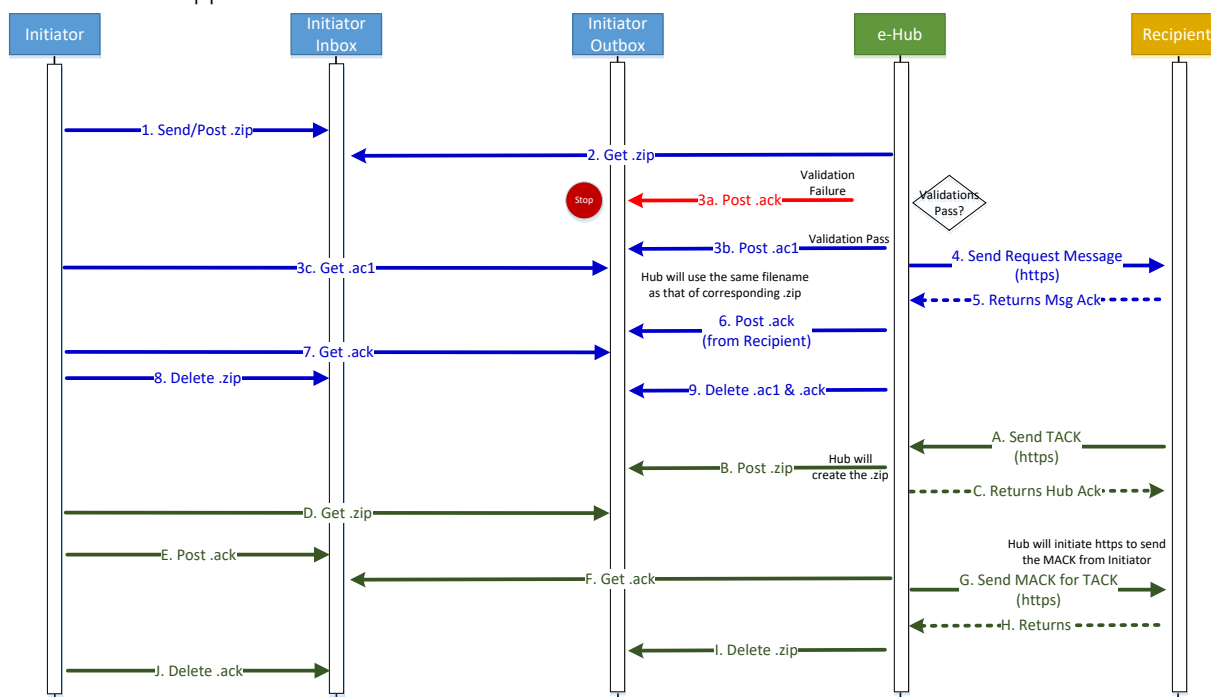 Initiator
Initiator
Inbox
Initiator
Outbox
e-Hub
Recipient
1. Send/Post .zip
2. Get .zip
Validation
Failure
Stop
3a. Post .ack
Validations
Pass?
3b. Post .ac1
Validation Pass
3c. Get .ac1
4. Send Request Message
(https)
Hub will use the same filename
as that of corresponding .zip
5. Returns Msg Ack
6. Post .ack
(from Recipient)
7. Get .ack
8. Delete .zip
9. Delete .ac1 & .ack
A. Send TACK
(https)
B. Post .zip
Hub will
create the .zip
C. Returns Hub Ack
D. Get .zip
E. Post .ack
Hub will initiate https to send
the MACK from Initiator
F. Get .ack
G. Send MACK for TACK
(https)
H. Returns
I. Delete .zip
J. Delete .ack